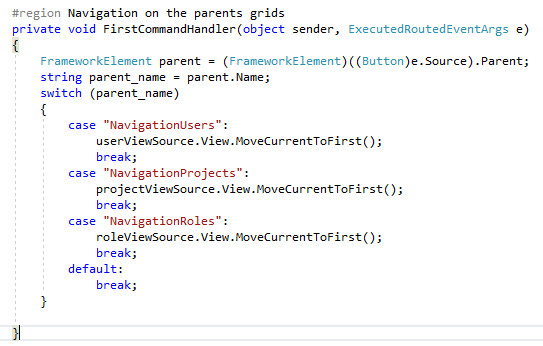 #region Navigation on the parents grids
private void FirstCommandHandler(object sender, ExecutedRoutedEventArgs e)
{
    FrameworkElement parent = (FrameworkElement)((Button)e.Source).Parent;
    string parent_name = parent.Name;
    switch (parent_name)
    {
        case "NavigationUsers":
            userViewSource.View.MoveCurrentToFirst();
            break;
        case "NavigationProjects":
            projectViewSource.View.MoveCurrentToFirst();
            break;
        case "NavigationRoles":
            roleViewSource.View.MoveCurrentToFirst();
            break;
        default:
            break;
    }
}